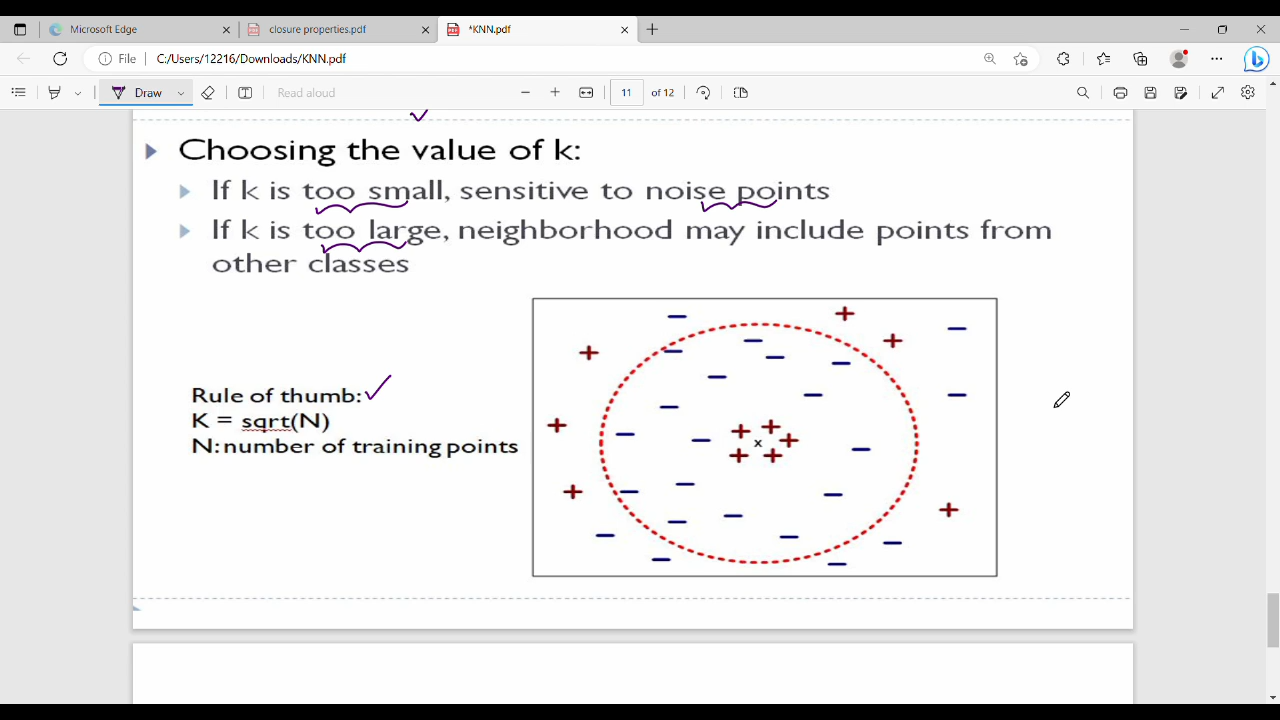 Microsoft Edge
closure properties.pdf
*KNN.pdf
File
C:/Users/12216/Downloads/KNN.pdf
Draw
Read aloud
11
of 12
Choosing the value of k:
If k is too small, sensitive to noise points
If k is too large, neighborhood may include points from
other classes
Rule of thumb:
K = sqrt(N)
N: number of training points
x